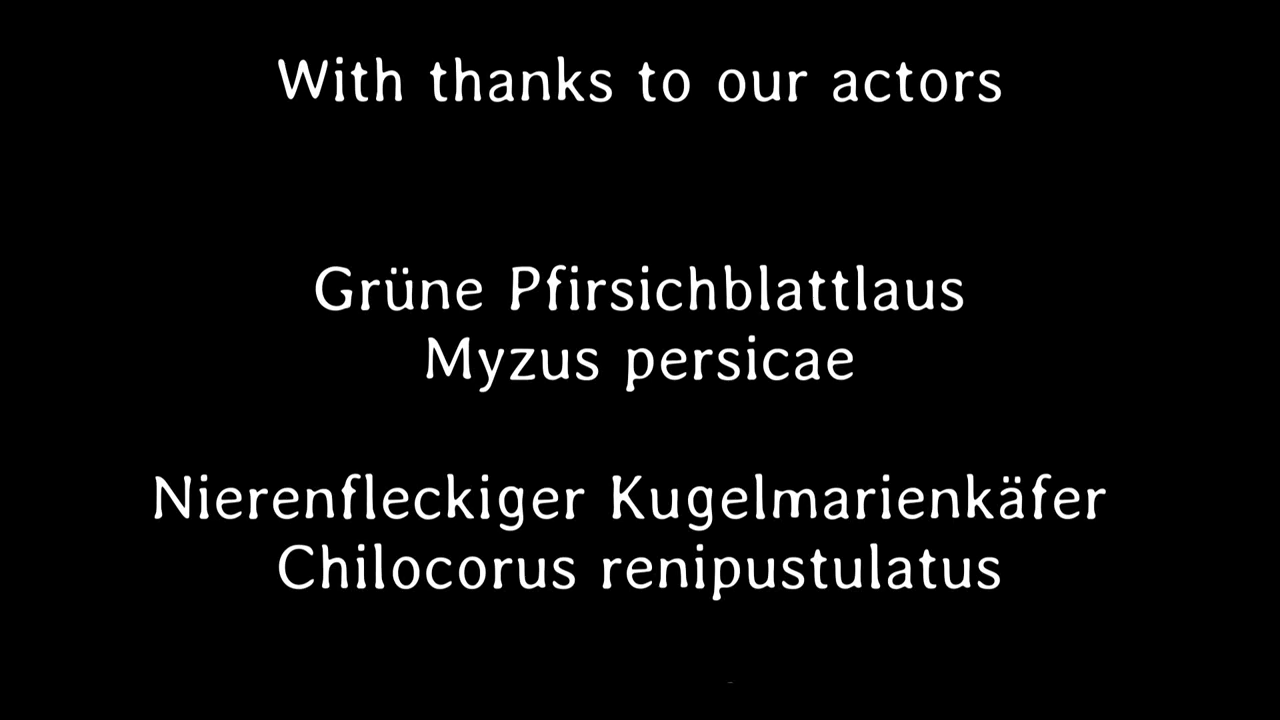 With thanks to our actors
Grüne Pfirsichblattlaus
Myzus persicae
Nierenfleckiger Kugelmarienkäfer
Chilocorus renipustulatus